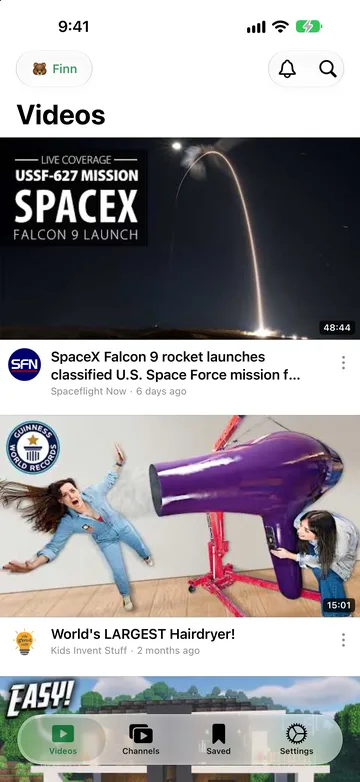 9:41
Finn
Videos
LIVE COVERAGE
USSF-627 MISSION
SPACEX
FALCON 9 LAUNCH
48:44
SFN
SpaceX Falcon 9 rocket launches
classified U.S. Space Force mission f...
Spaceflight Now · 6 days ago
GUINNESS
WORLD RECORDS
15:01
World's LARGEST Hairdryer!
Kids Invent Stuff · 2 months ago
EASY!
Videos
Channels
Saved
Settings